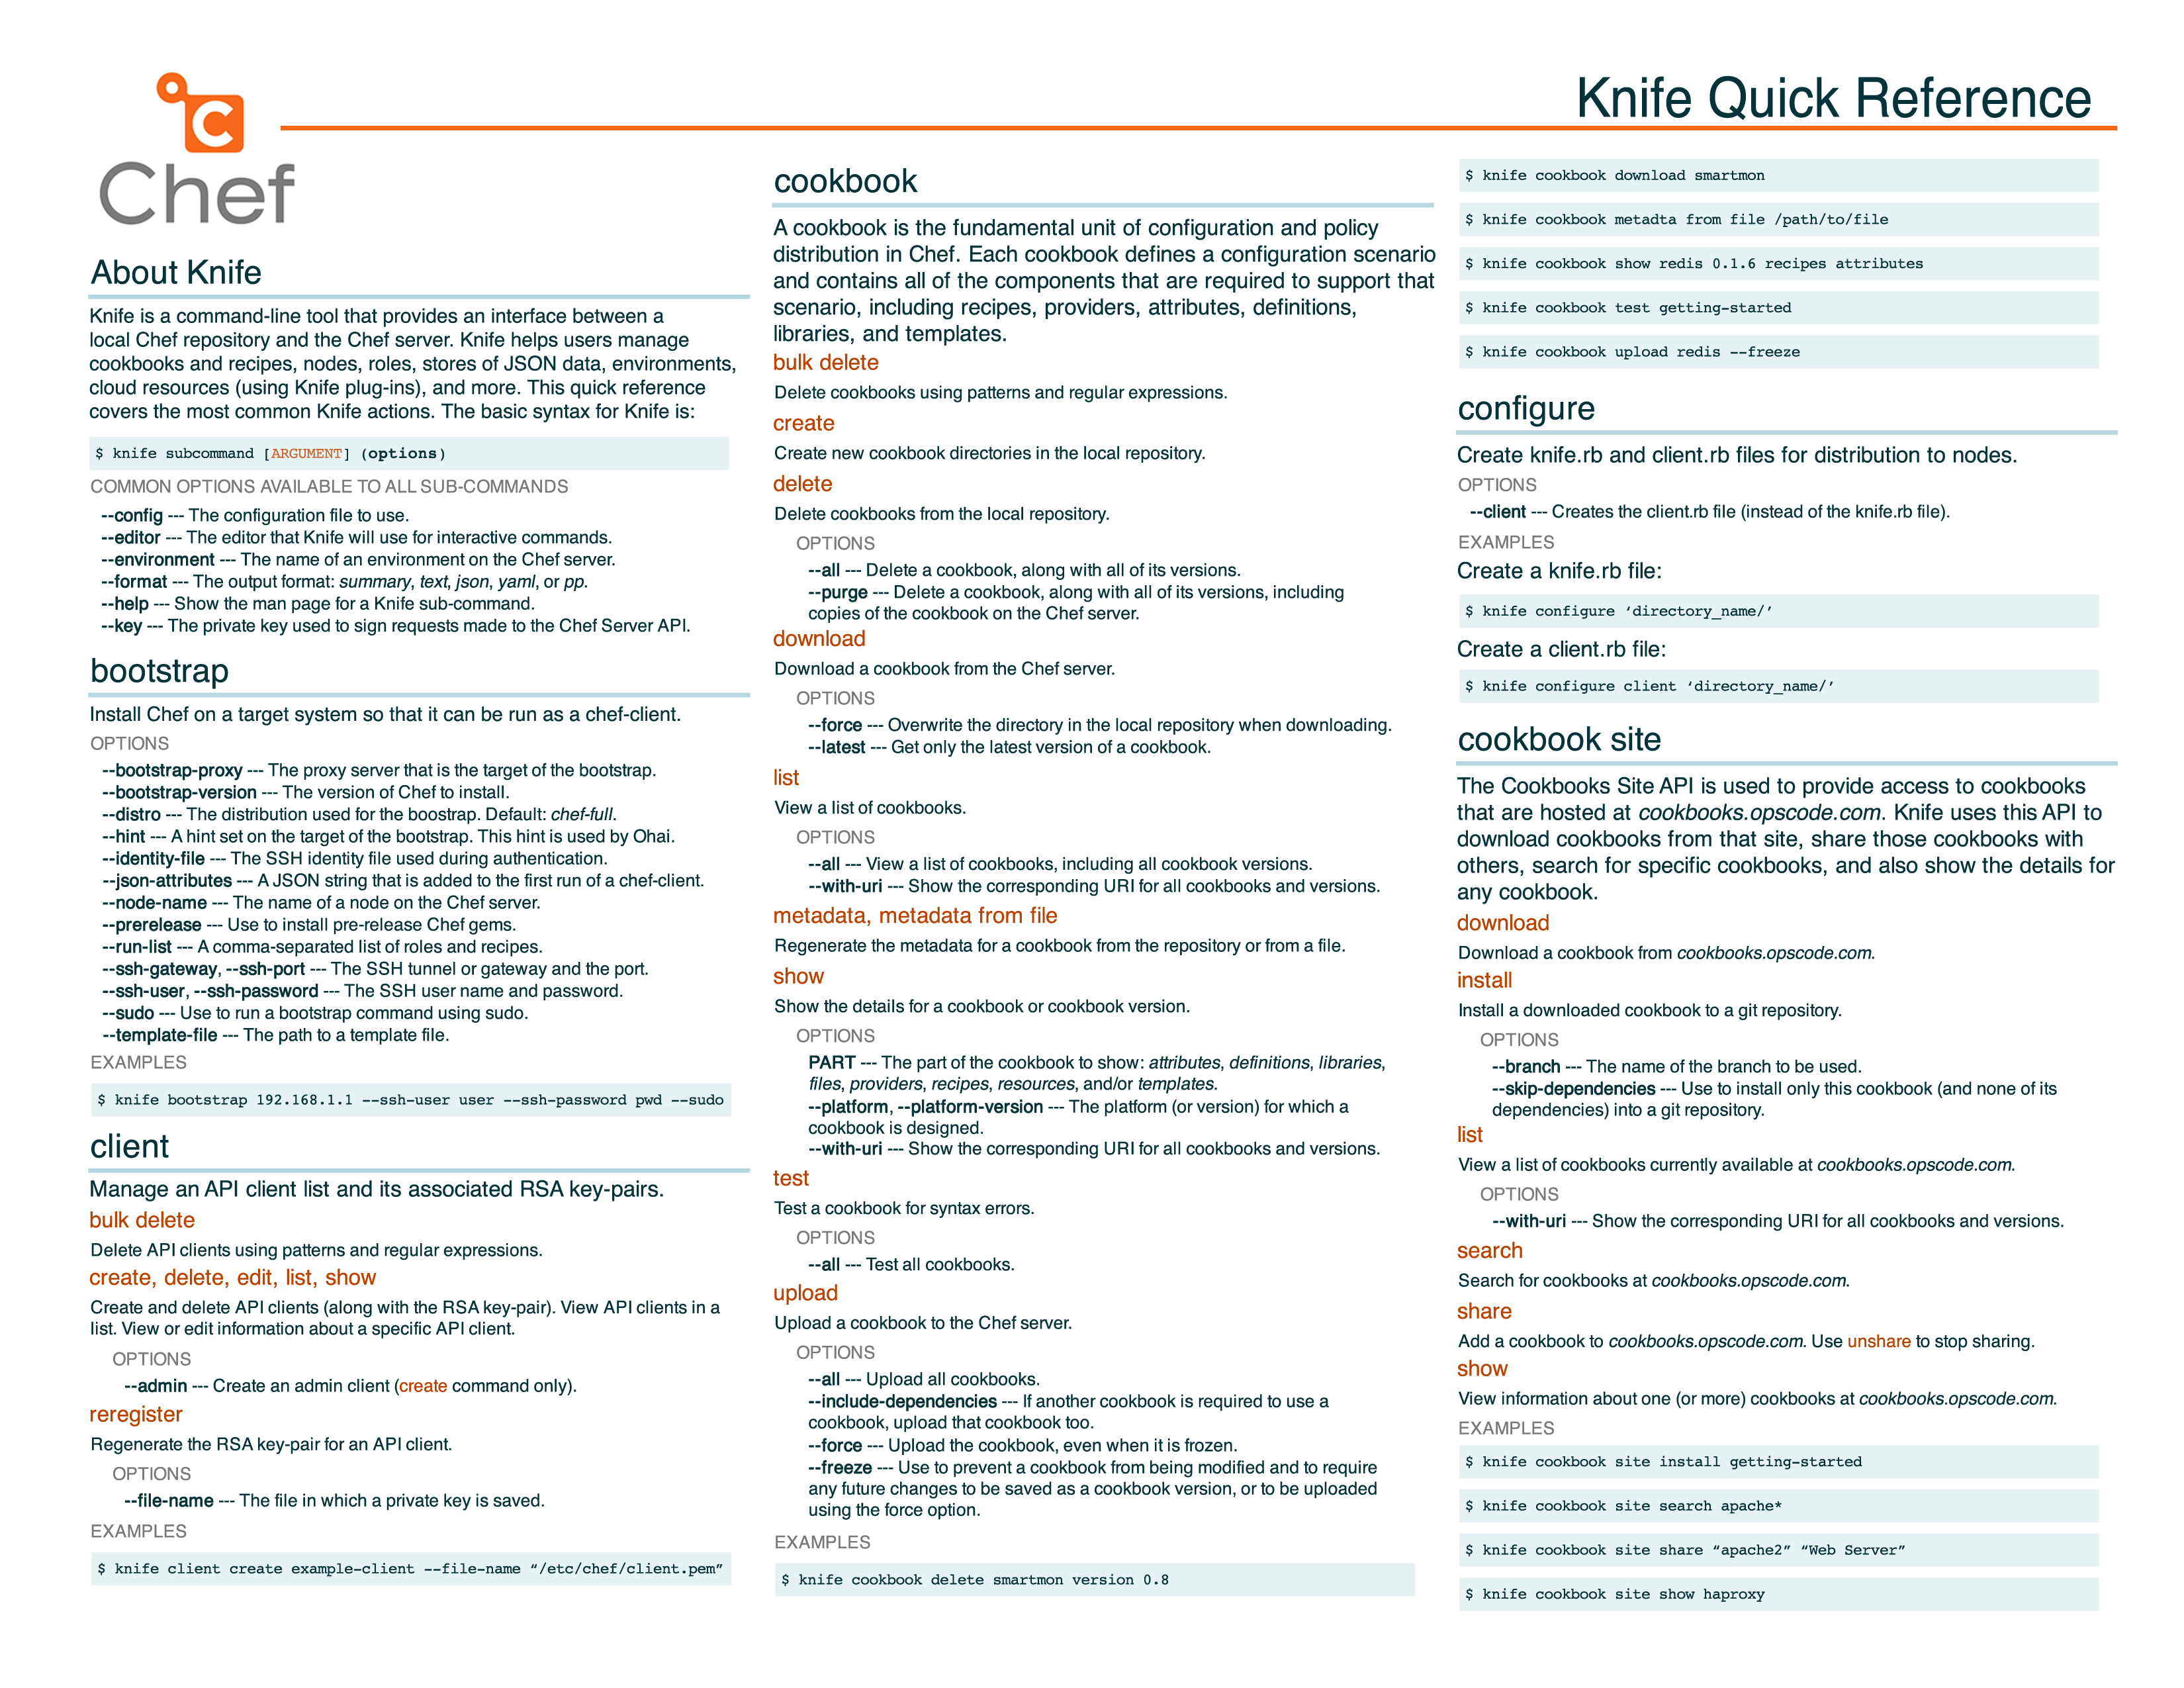 Chef
Knife Quick Reference
About Knife
Knife is a command-line tool that provides an interface between a
local Chef repository and the Chef server. Knife helps users manage
cookbooks and recipes, nodes, roles, stores of JSON data, environments,
cloud resources (using Knife plug-ins), and more. This quick reference
covers the most common Knife actions. The basic syntax for Knife is:
$ knife subcommand [ARGUMENT] (options)
COMMON OPTIONS AVAILABLE TO ALL SUB-COMMANDS
--config --- The configuration file to use.
--editor --- The editor that Knife will use for interactive commands.
--environment --- The name of an environment on the Chef server.
--format --- The output format: summary, text, json, yaml, or pp.
--help --- Show the man page for a Knife sub-command.
--key --- The private key used to sign requests made to the Chef Server API.
bootstrap
Install Chef on a target system so that it can be run as a chef-client.
OPTIONS
--bootstrap-proxy --- The proxy server that is the target of the bootstrap.
--bootstrap-version --- The version of Chef to install.
--distro --- The distribution used for the boostrap. Default: chef-full.
--hint --- A hint set on the target of the bootstrap. This hint is used by Ohai.
--identity-file --- The SSH identity file used during authentication.
--json-attributes --- A JSON string that is added to the first run of a chef-client.
--node-name --- The name of a node on the Chef server.
--prerelease --- Use to install pre-release Chef gems.
--run-list --- A comma-separated list of roles and recipes.
--ssh-gateway, --ssh-port --- The SSH tunnel or gateway and the port.
--ssh-user, --ssh-password --- The SSH user name and password.
--sudo --- Use to run a bootstrap command using sudo.
--template-file --- The path to a template file.
EXAMPLES
$ knife bootstrap 192.168.1.1 --ssh-user user --ssh-password pwd --sudo
client
Manage an API client list and its associated RSA key-pairs.
bulk delete
Delete API clients using patterns and regular expressions.
create, delete, edit, list, show
Create and delete API clients (along with the RSA key-pair). View API clients in a
list. View or edit information about a specific API client.
OPTIONS
--admin --- Create an admin client (create command only).
reregister
Regenerate the RSA key-pair for an API client.
OPTIONS
--file-name --- The file in which a private key is saved.
EXAMPLES
$ knife client create example-client --file-name “/etc/chef/client.pem”
cookbook
A cookbook is the fundamental unit of configuration and policy
distribution in Chef. Each cookbook defines a configuration scenario
and contains all of the components that are required to support that
scenario, including recipes, providers, attributes, definitions,
libraries, and templates.
bulk delete
Delete cookbooks using patterns and regular expressions.
create
Create new cookbook directories in the local repository.
delete
Delete cookbooks from the local repository.
OPTIONS
--all --- Delete a cookbook, along with all of its versions.
--purge --- Delete a cookbook, along with all of its versions, including
copies of the cookbook on the Chef server.
download
Download a cookbook from the Chef server.
OPTIONS
--force --- Overwrite the directory in the local repository when downloading.
--latest --- Get only the latest version of a cookbook.
list
View a list of cookbooks.
OPTIONS
--all --- View a list of cookbooks, including all cookbook versions.
--with-uri --- Show the corresponding URI for all cookbooks and versions.
metadata, metadata from file
Regenerate the metadata for a cookbook from the repository or from a file.
show
Show the details for a cookbook or cookbook version.
OPTIONS
PART --- The part of the cookbook to show: attributes, definitions, libraries,
files, providers, recipes, resources, and/or templates.
--platform, --platform-version --- The platform (or version) for which a
cookbook is designed.
--with-uri --- Show the corresponding URI for all cookbooks and versions.
test
Test a cookbook for syntax errors.
OPTIONS
--all --- Test all cookbooks.
upload
Upload a cookbook to the Chef server.
OPTIONS
--all --- Upload all cookbooks.
--include-dependencies --- If another cookbook is required to use a
cookbook, upload that cookbook too.
--force --- Upload the cookbook, even when it is frozen.
--freeze --- Use to prevent a cookbook from being modified and to require
any future changes to be saved as a cookbook version, or to be uploaded
using the force option.
EXAMPLES
$ knife cookbook delete smartmon version 0.8
$ knife cookbook download smartmon
$ knife cookbook metadta from file /path/to/file
$ knife cookbook show redis 0.1.6 recipes attributes
$ knife cookbook test getting-started
$ knife cookbook upload redis --freeze
configure
Create knife.rb and client.rb files for distribution to nodes.
OPTIONS
--client --- Creates the client.rb file (instead of the knife.rb file).
EXAMPLES
Create a knife.rb file:
$ knife configure ‘directory_name/’
Create a client.rb file:
$ knife configure client ‘directory_name/’
cookbook site
The Cookbooks Site API is used to provide access to cookbooks
that are hosted at cookbooks.opscode.com. Knife uses this API to
download cookbooks from that site, share those cookbooks with
others, search for specific cookbooks, and also show the details for
any cookbook.
download
Download a cookbook from cookbooks.opscode.com.
install
Install a downloaded cookbook to a git repository.
OPTIONS
--branch --- The name of the branch to be used.
--skip-dependencies --- Use to install only this cookbook (and none of its
dependencies) into a git repository.
list
View a list of cookbooks currently available at cookbooks.opscode.com.
OPTIONS
--with-uri --- Show the corresponding URI for all cookbooks and versions.
search
Search for cookbooks at cookbooks.opscode.com.
share
Add a cookbook to cookbooks.opscode.com. Use unshare to stop sharing.
show
View information about one (or more) cookbooks at cookbooks.opscode.com.
EXAMPLES
$ knife cookbook site install getting-started
$ knife cookbook site search apache*
$ knife cookbook site share “apache2” “Web Server”
$ knife cookbook site show haproxy